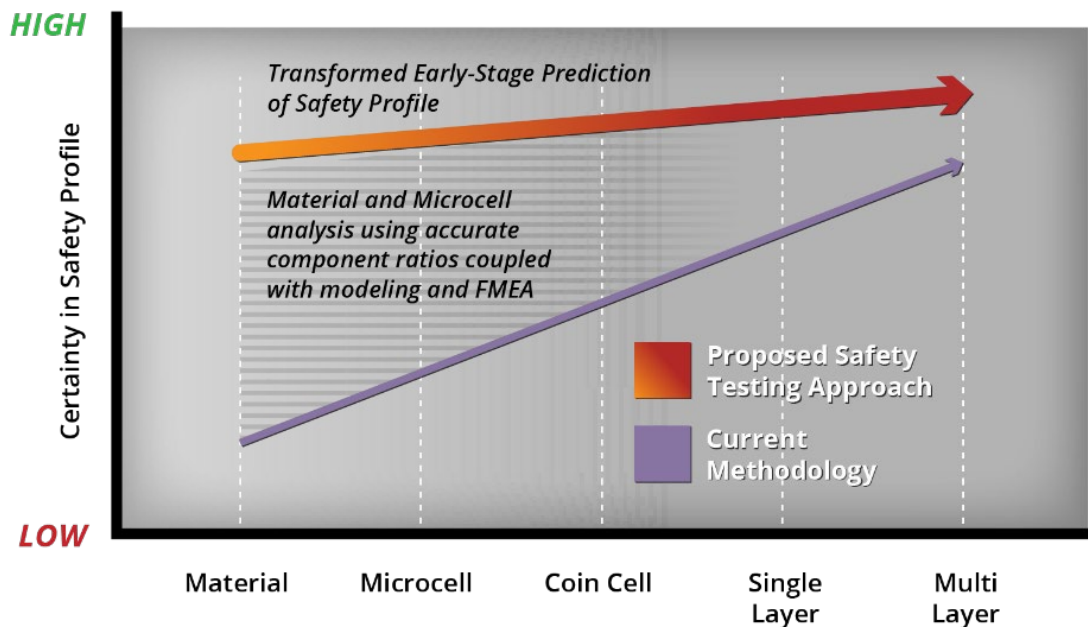 HIGH
Transformed Early-Stage Prediction
of Safety Profile
Certainty in Safety Profile
Material and Microcell
analysis using accurate
component ratios coupled
with modeling and FMEA
Proposed Safety
Testing Approach
Current
Methodology
LOW
Material
Microcell
Coin Cell
Single
Layer
Multi
Layer